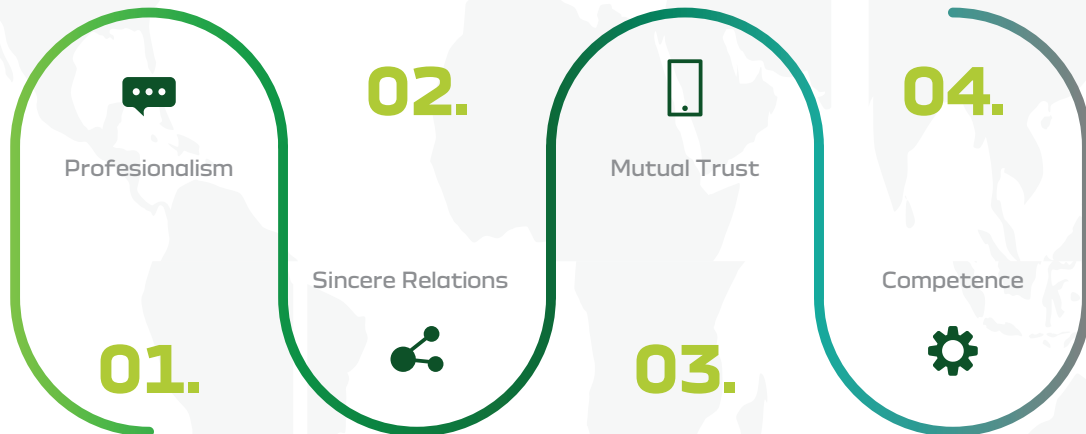 Profesionalism
01.
02.
Sincere Relations
Mutual Trust
03.
04.
Competence